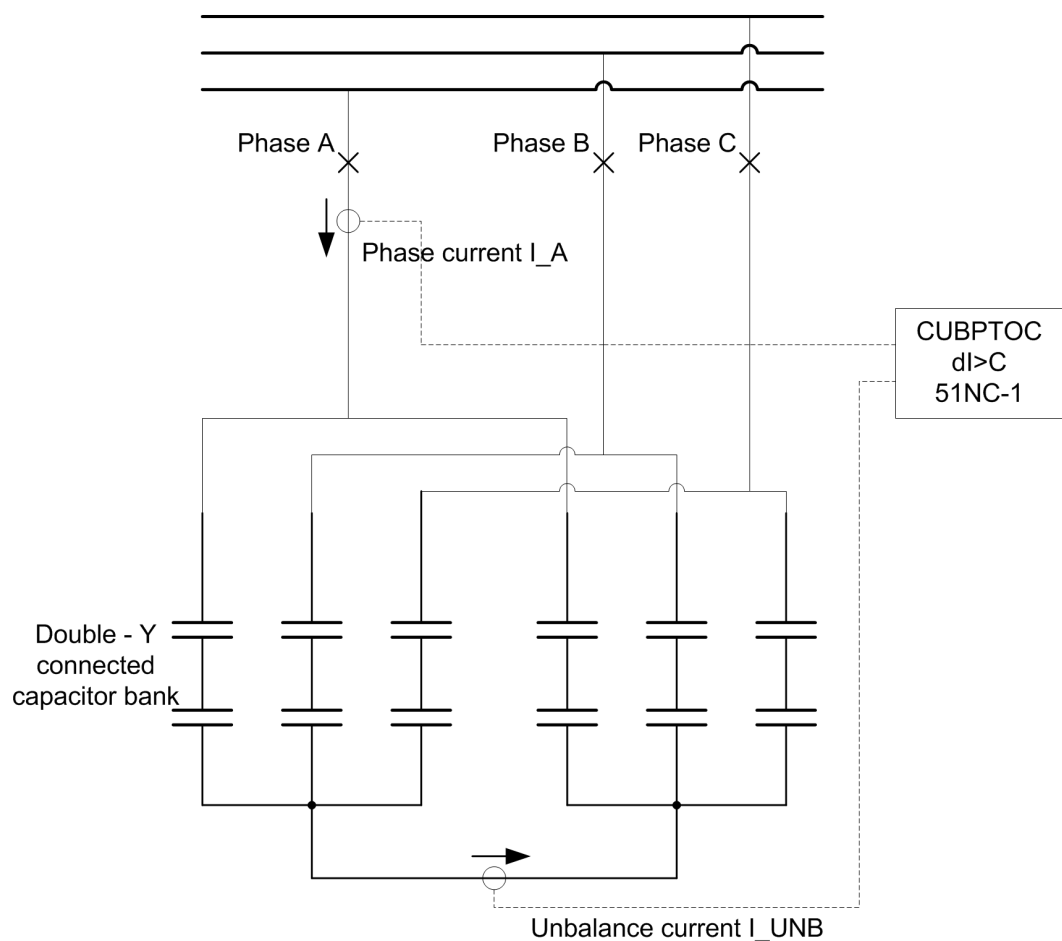 Phase A
Phase B
Phase C
Phase current I_A
CUBPTOC
dI>C
51NC-1
Double - Y
connected
capacitor bank
Unbalance current I_UNB